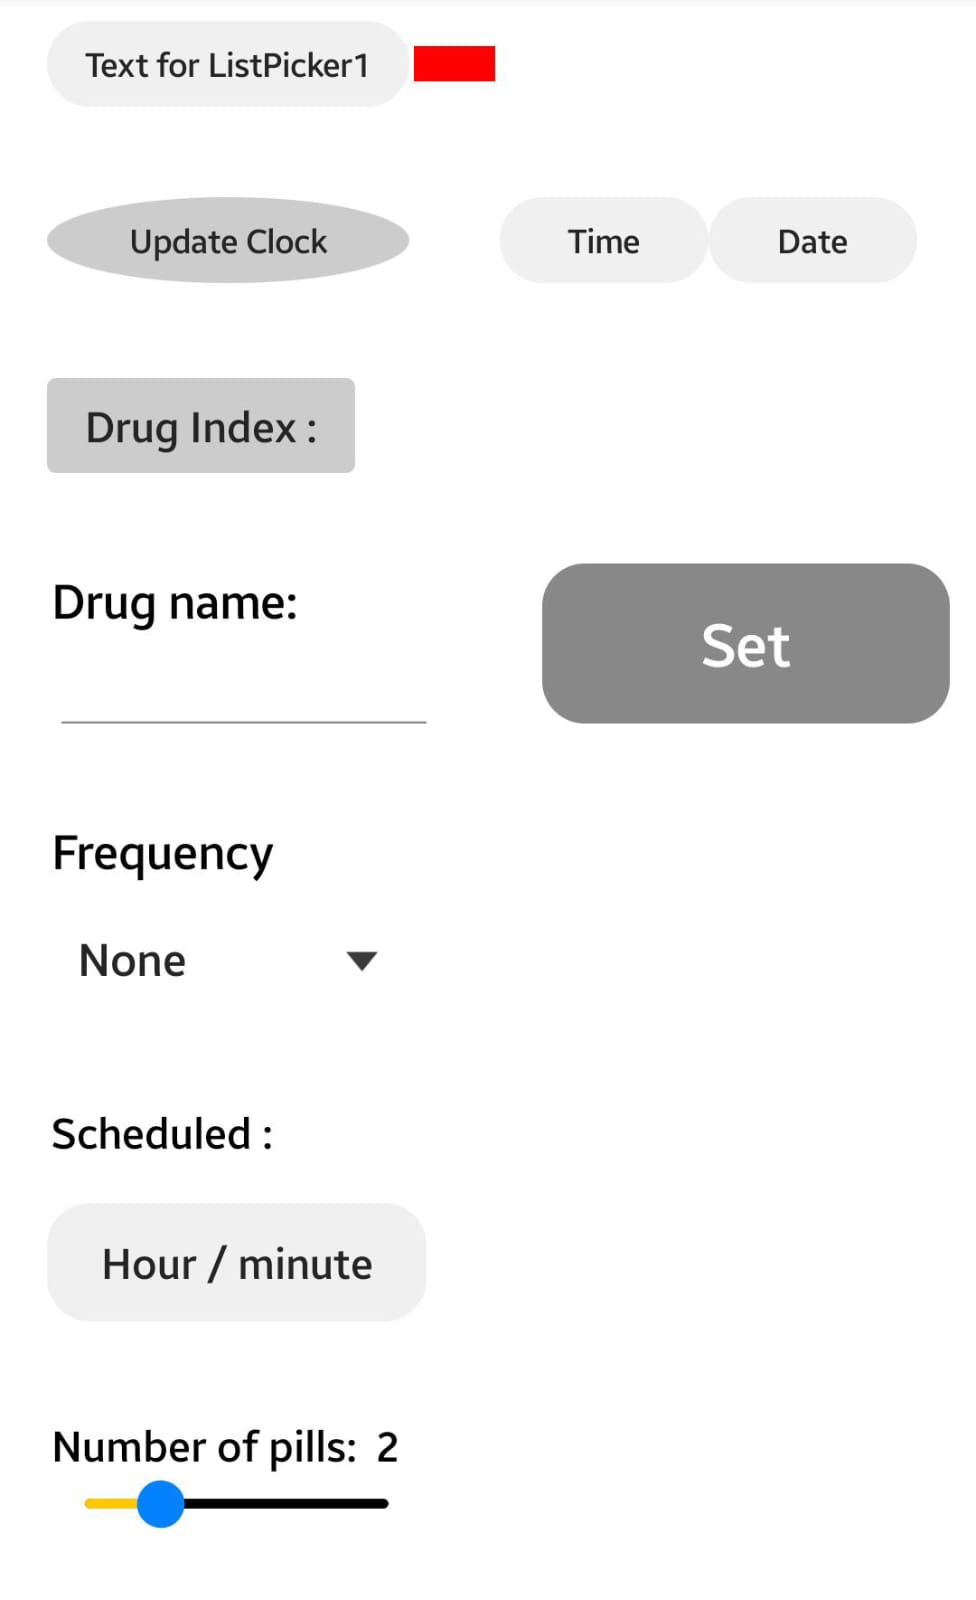 Text for ListPicker1
Update Clock
Time
Date
Drug Index :
Drug name:
Set
Frequency
None
Scheduled :
Hour / minute
Number of pills: 2